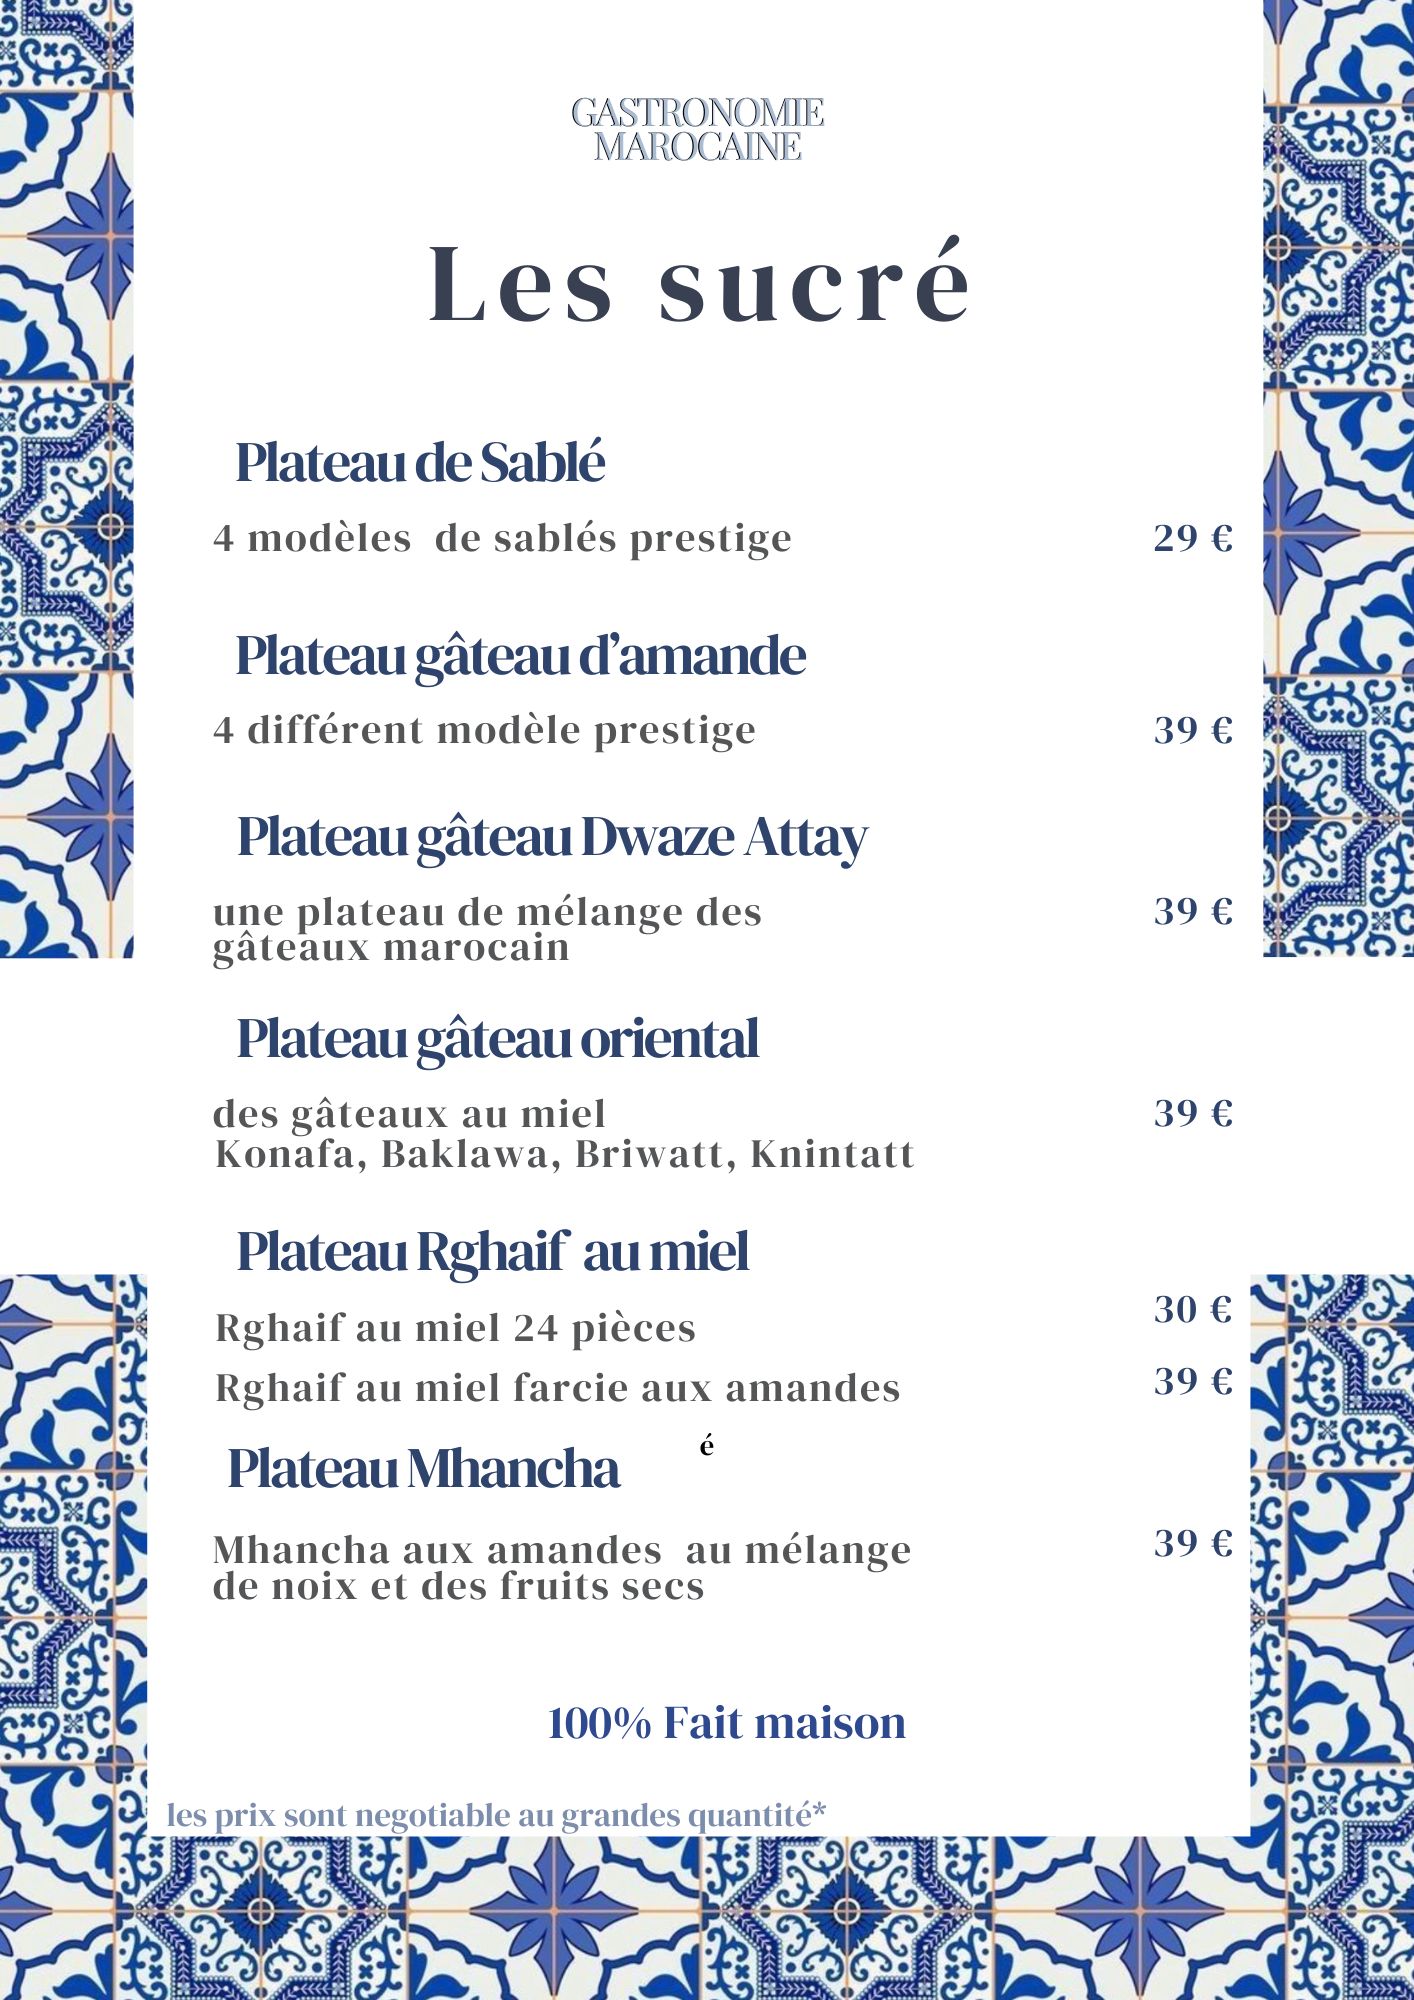 GASTRONOMIE
MAROCAINE
Les sucré
Plateau de Sablé
4 modèles de sablés prestige 29 €
Plateau gâteau d’amande
4 différent modèle prestige 39 €
Plateau gâteau Dwaze Attay
une plateau de mélange des 39 €
gâteaux marocain
Plateau gâteau oriental
des gâteaux au miel 39 €
Konafa, Baklawa, Briwatt, Knintatt
Plateau Rghaif au miel
Rghaif au miel 24 pièces 30 €
Rghaif au miel farcie aux amandes 39 €
é
Plateau Mhancha
Mhancha aux amandes au mélange 39 €
de noix et des fruits secs
100% Fait maison
les prix sont negotiable au grandes quantité*